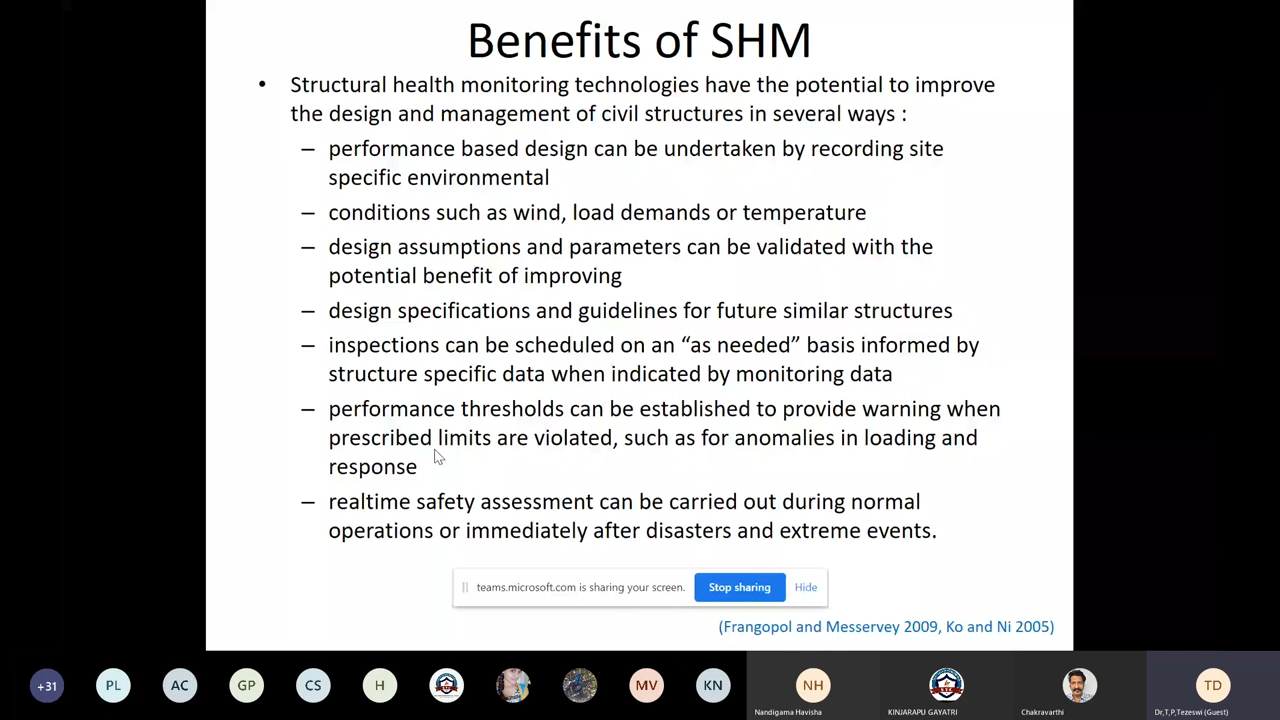 Benefits of SHM
• Structural health monitoring technologies have the potential to improve
the design and management of civil structures in several ways :
– performance based design can be undertaken by recording site
specific environmental
– conditions such as wind, load demands or temperature
– design assumptions and parameters can be validated with the
potential benefit of improving
– design specifications and guidelines for future similar structures
– inspections can be scheduled on an “as needed” basis informed by
structure specific data when indicated by monitoring data
– performance thresholds can be established to provide warning when
prescribed limits are violated, such as for anomalies in loading and
response
– realtime safety assessment can be carried out during normal
operations or immediately after disasters and extreme events.
teams.microsoft.com is sharing your screen. Stop sharing Hide
(Frangopol and Messervey 2009, Ko and Ni 2005)
+31 PL AC GP CS H MV KN NH TD
Nandigama Havisha KINJARAPU GAYATRI Chakravarthi Dr,T,P,Tezeswi (Guest)